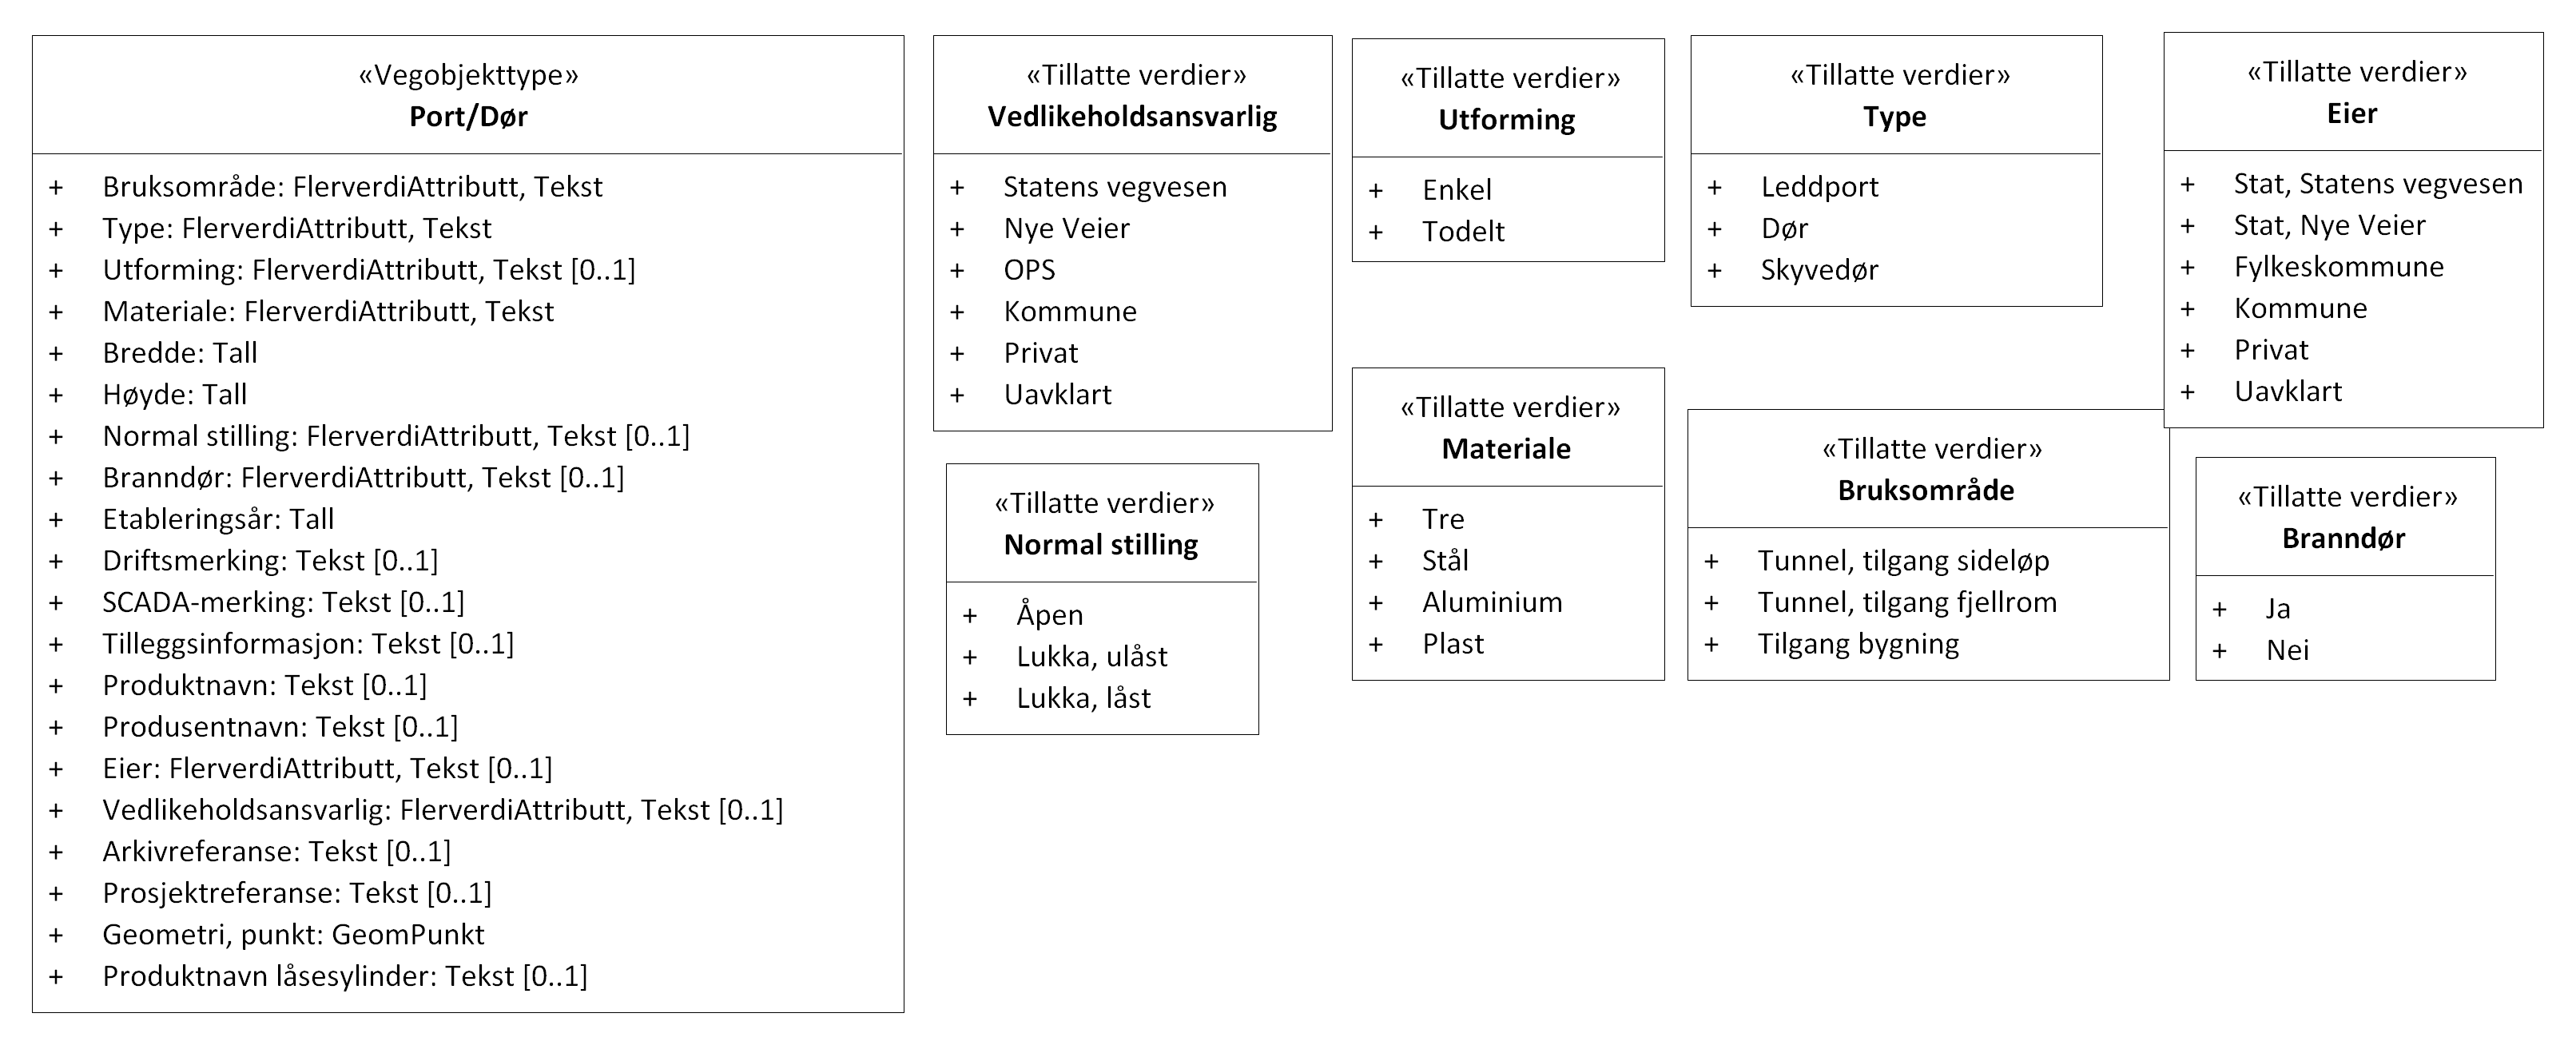 «Vegobjekttype»
Port/Dør
+ Bruksområde: FlerverdiAttributt, Tekst
+ Type: FlerverdiAttributt, Tekst
+ Utforming: FlerverdiAttributt, Tekst [0..1]
+ Materiale: FlerverdiAttributt, Tekst
+ Bredde: Tall
+ Høyde: Tall
+ Normal stilling: FlerverdiAttributt, Tekst [0..1]
+ Branndør: FlerverdiAttributt, Tekst [0..1]
+ Etableringsår: Tall
+ Driftsmerking: Tekst [0..1]
+ SCADA-merking: Tekst [0..1]
+ Tilleggsinformasjon: Tekst [0..1]
+ Produktnavn: Tekst [0..1]
+ Produsentnavn: Tekst [0..1]
+ Eier: FlerverdiAttributt, Tekst [0..1]
+ Vedlikeholdsansvarlig: FlerverdiAttributt, Tekst [0..1]
+ Arkivreferanse: Tekst [0..1]
+ Prosjektreferanse: Tekst [0..1]
+ Geometri, punkt: GeomPunkt
+ Produktnavn låsesylinder: Tekst [0..1]
«Tillatte verdier»
Vedlikeholdsansvarlig
+ Statens vegvesen
+ Nye Veier
+ OPS
+ Kommune
+ Privat
+ Uavklart
«Tillatte verdier»
Normal stilling
+ Åpen
+ Lukka, ulåst
+ Lukka, låst
«Tillatte verdier»
Utforming
+ Enkel
+ Todelt
«Tillatte verdier»
Materiale
+ Tre
+ Stål
+ Aluminium
+ Plast
«Tillatte verdier»
Type
+ Leddport
+ Dør
+ Skyvedør
«Tillatte verdier»
Bruksområde
+ Tunnel, tilgang sideløp
+ Tunnel, tilgang fjellrom
+ Tilgang bygning
«Tillatte verdier»
Eier
+ Stat, Statens vegvesen
+ Stat, Nye Veier
+ Fylkeskommune
+ Kommune
+ Privat
+ Uavklart
«Tillatte verdier»
Branndør
+ Ja
+ Nei